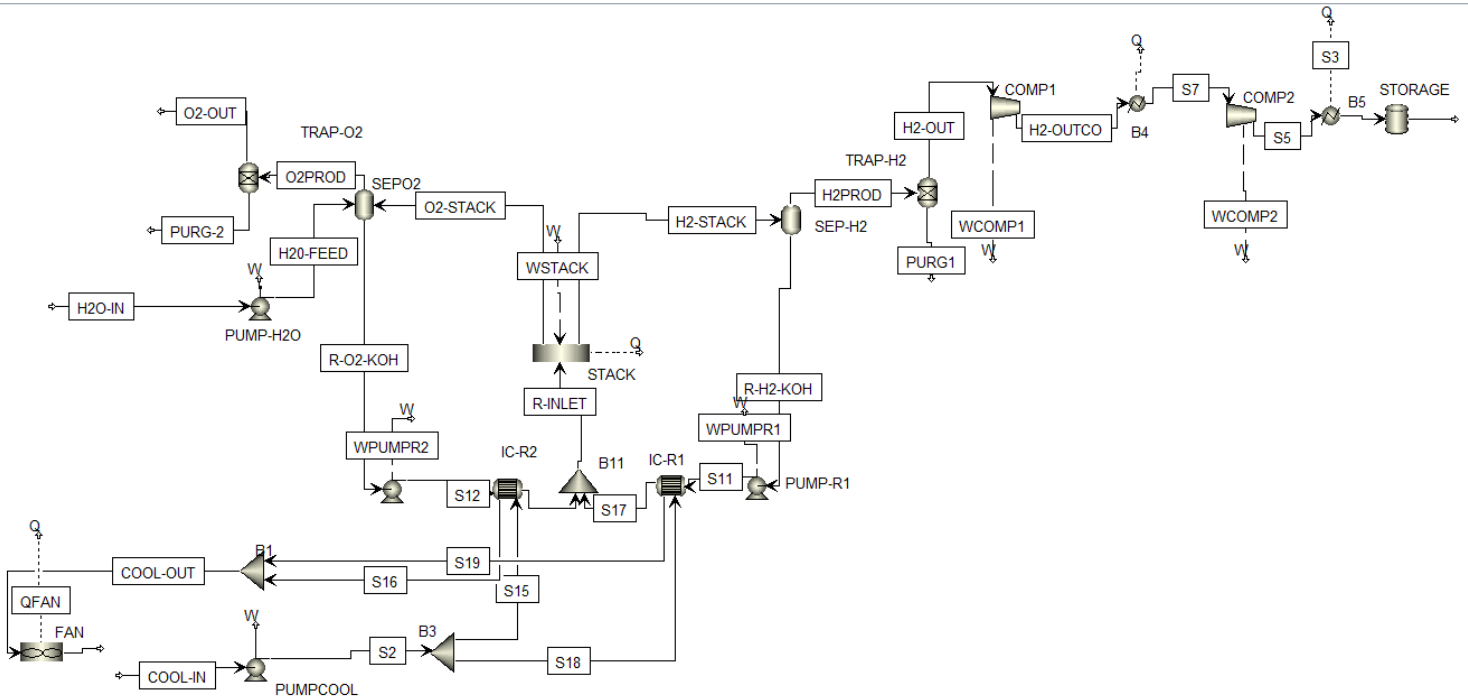 Q
Q
S3
COMP1
S7
COMP2
STORAGE
O2-OUT
TRAP-O2
H2-OUT
H2-OUTCO
B4
S5
B5
TRAP-H2
O2PROD
SEPO2
O2-STACK
H2-STACK
H2PROD
SEP-H2
WCOMP1
WCOMP2
PURG-2
W
H20-FEED
WSTACK
PURG1
W
W
W
H2O-IN
PUMP-H2O
Q
R-O2-KOH
STACK
R-INLET
R-H2-KOH
W
W
WPUMPR2
WPUMPR1
IC-R2
B11
IC-R1
S11
PUMP-R1
S12
S17
Q
B1
COOL-OUT
S19
S16
S15
QFAN
W
FAN
S2
B3
S18
COOL-IN
PUMPCOOL